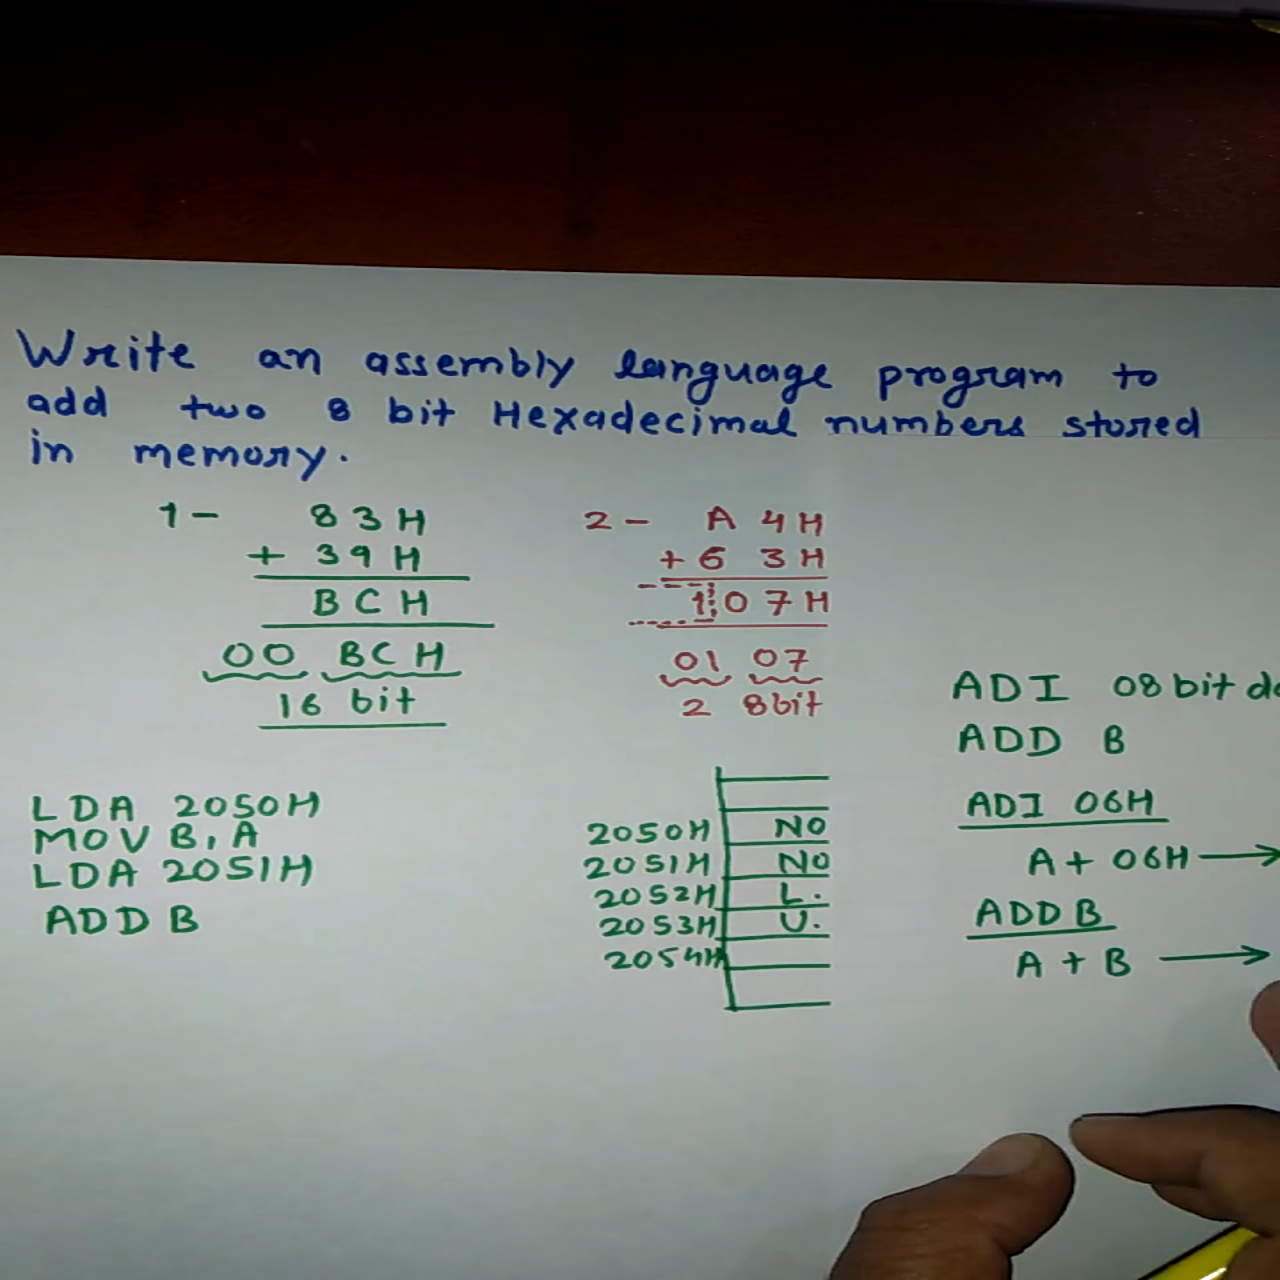 Write an assembly language program to
add two 8 bit Hexadecimal numbers stored
in memory.
1- 83H
+ 39H
BCH
00 BCH
16 bit
2- A4H
+ 63H
1 07H
01 07
2 8bit
LDA 2050H
MOV B, A
LDA 2051H
ADD B
2050H NO
2051H NO
2052H L.
2053H U.
2054H
ADI 08 bit
ADD B
ADI 06H
A + 06H →
ADD B
A + B →